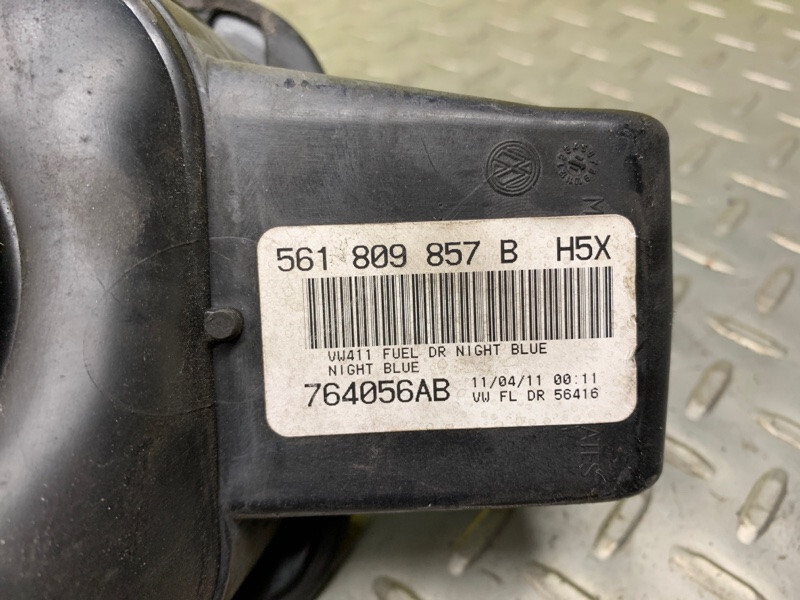 561 809 857 B H5X
VW411 FUEL DR NIGHT BLUE
NIGHT BLUE
764056AB 11/04/11 00:11
VW FL DR 56416